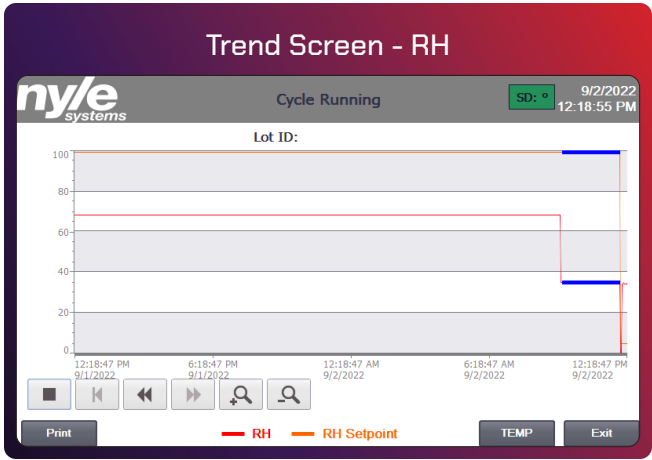 Trend Screen - RH
nyle
systems
Cycle Running
SD: °
9/2/2022
12:18:55 PM
Lot ID:
100
80
60
40
20
0
12:18:47 PM
9/1/2022
6:18:47 PM
9/1/2022
12:18:47 AM
9/2/2022
6:18:47 AM
9/2/2022
12:18:47 PM
9/2/2022
Print
RH
RH Setpoint
TEMP
Exit